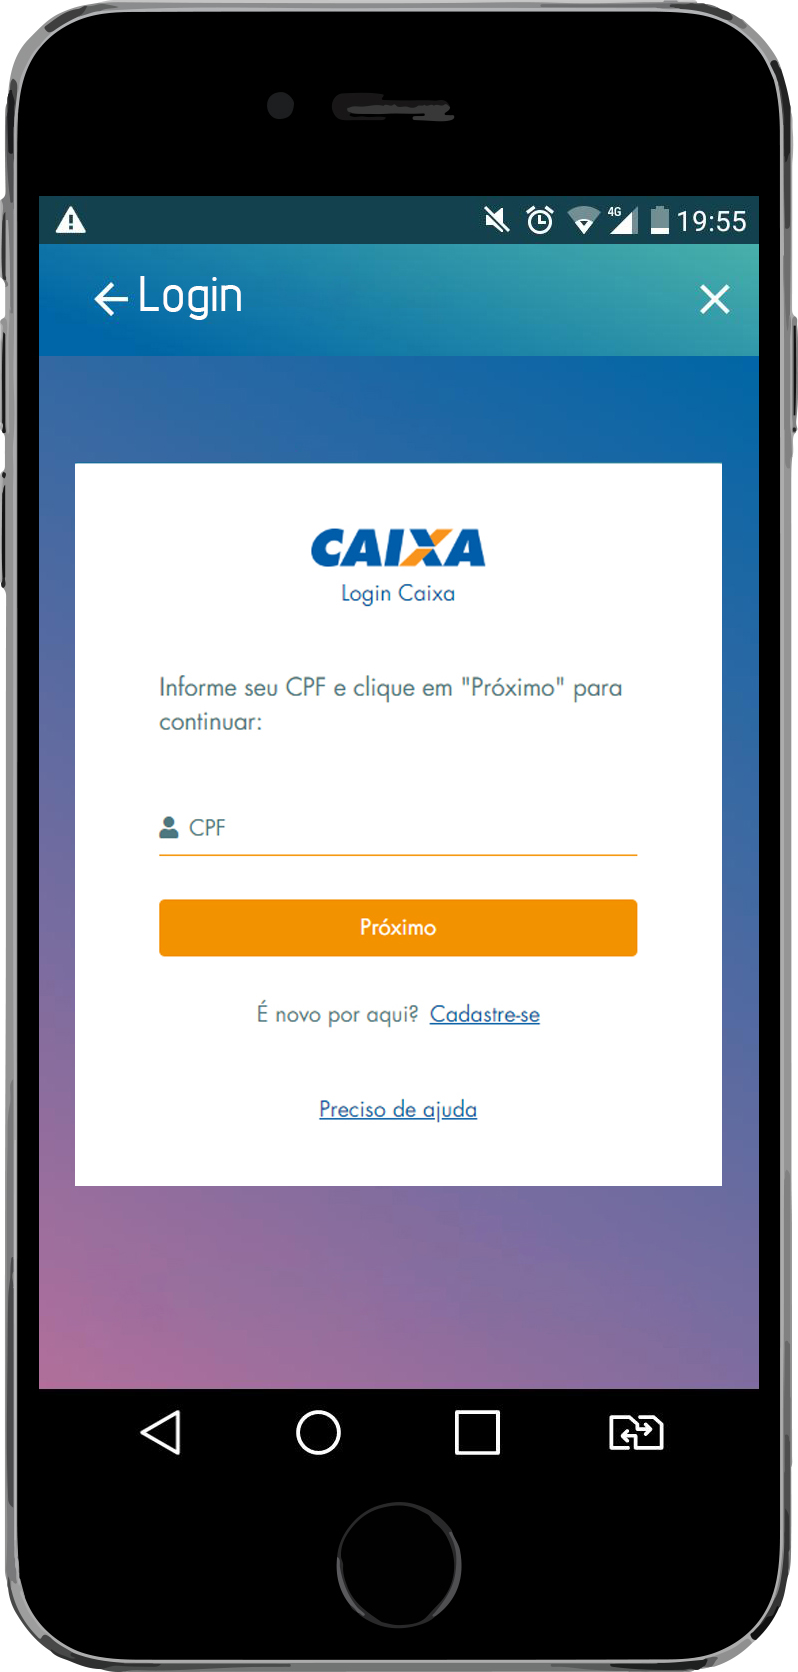 4G 19:55
Login
CAIXA
Login Caixa
Informe seu CPF e clique em "Próximo" para
continuar:
CPF
Próximo
É novo por aqui? Cadastre-se
Preciso de ajuda